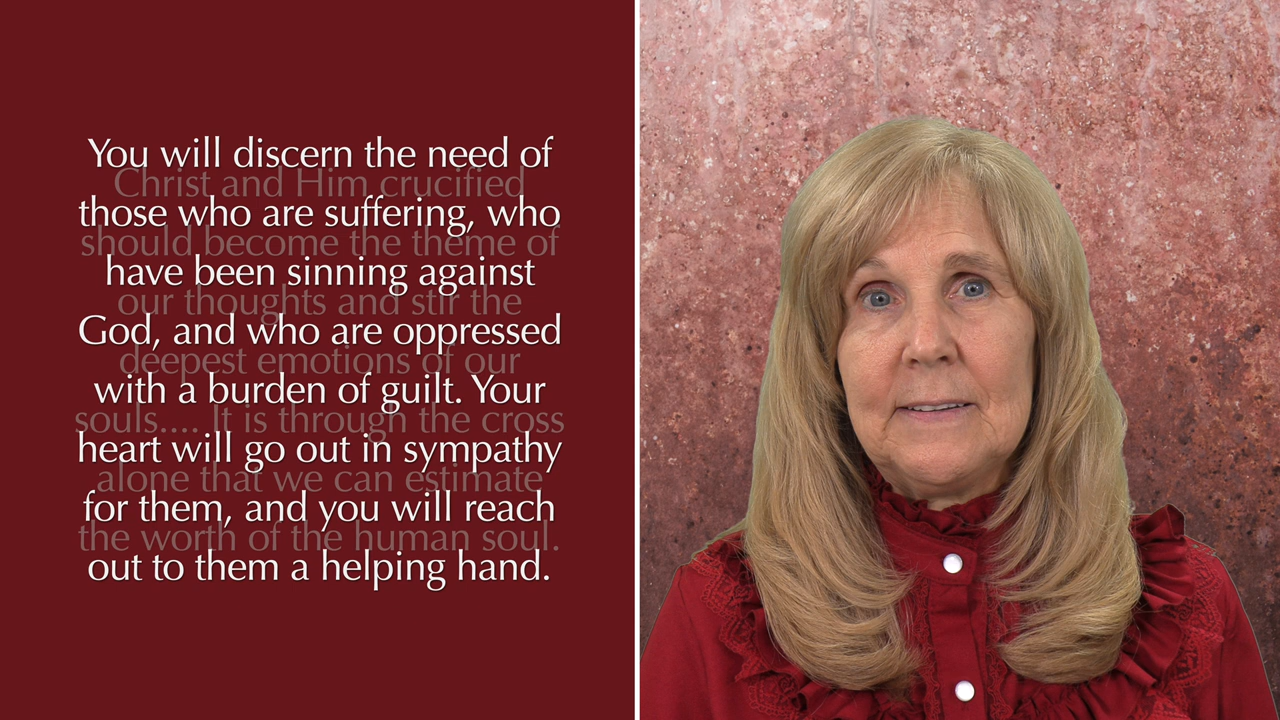 You will discern the need of
Christ and Him crucified
those who are suffering, who
should become the theme of
have been sinning against
our thoughts and stir the
God, and who are oppressed
deepest emotions of our
with a burden of guilt. Your
souls.... It is through the cross
heart will go out in sympathy
alone that we can estimate
for them, and you will reach
the worth of the human soul.
out to them a helping hand.